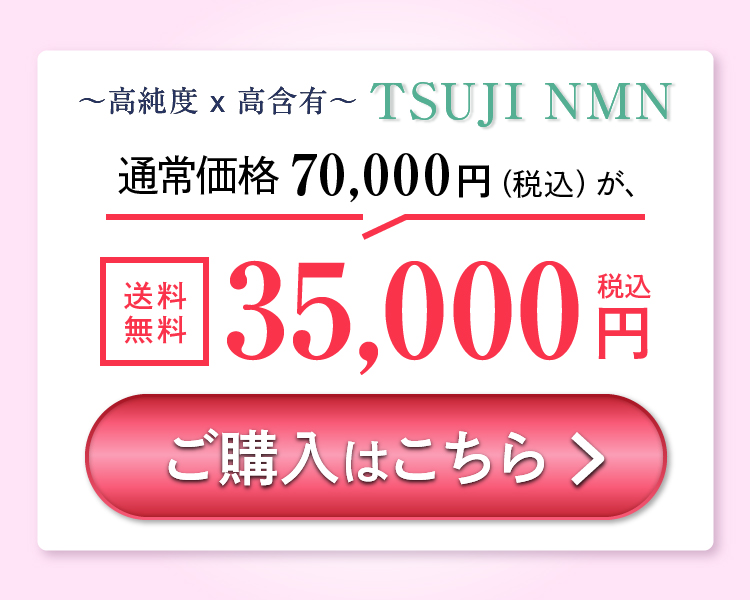 〜高純度 x 高含有〜 TSUJI NMN
通常価格 70,000円（税込）が、
送料
無料
35,000円 税込
ご購入はこちら